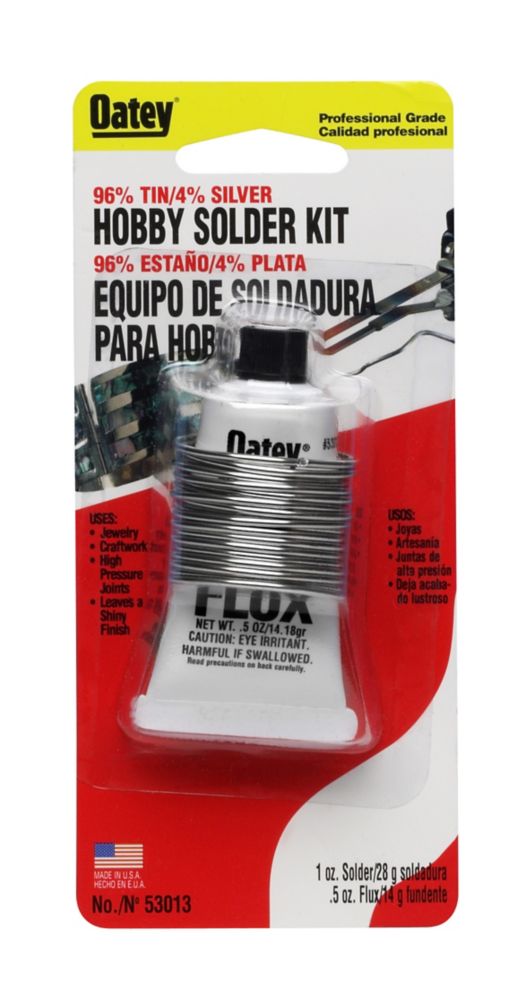 Oatey®
Professional Grade
Calidad profesional
96% TIN/4% SILVER
HOBBY SOLDER KIT
96% ESTAÑO/4% PLATA
EQUIPO DE SOLDADURA
PARA
Oatey®
USES:
• Jewelry
• Craftwork
• High
Pressure
Joints
• Leaves a
Shiny
Finish
USOS:
• Joyas
• Artesanía
• Juntas de
alta presión
• Deja acaba-
do lustroso
FLUX
NET WT. .5 OZ/14.18gr
CAUTION: EYE IRRITANT.
HARMFUL IF SWALLOWED.
Read precautions on back carefully.
MADE IN U.S.A.
HECHO EN E.U.A.
No./Nº 53013
1 oz. Solder/28 g soldadura
.5 oz. Flux/14 g fundente